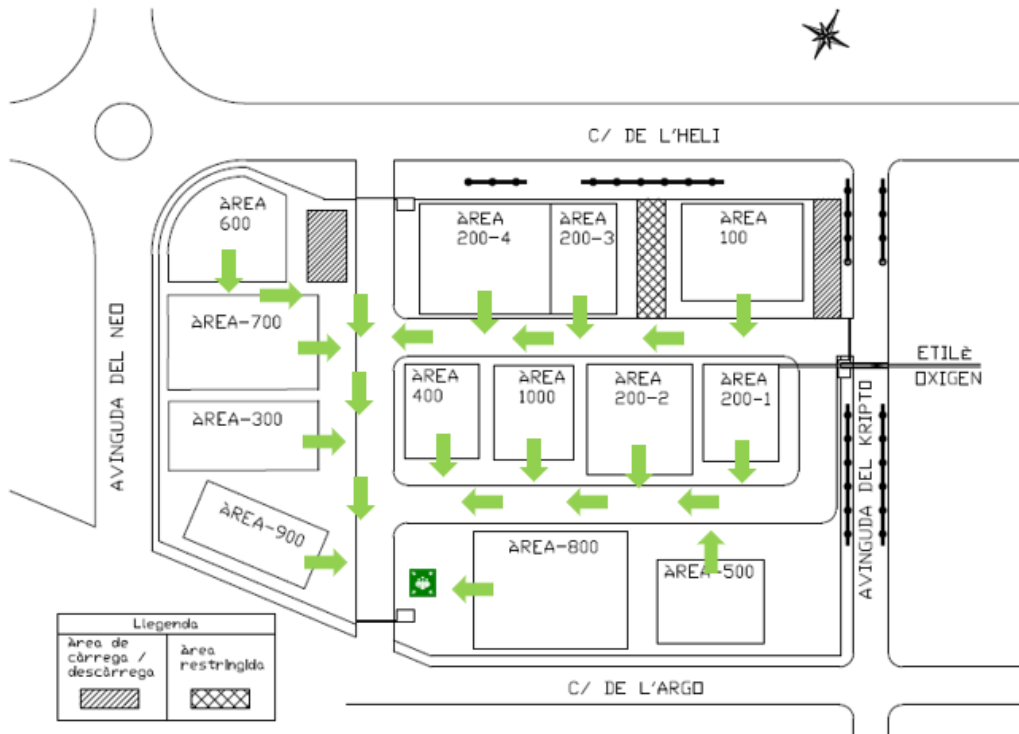 C/ DE L'HELI
ÀREA
600
ÀREA
200-4
ÀREA
200-3
ÀREA
100
AVINGUDA DEL NEO
ÀREA-700
ETILÈ
OXIGEN
ÀREA
400
ÀREA
1000
ÀREA
200-2
ÀREA
200-1
ÀREA-300
AVINGUDA DEL KRIPTO
ÀREA-900
ÀREA-800
ÀREA-500
Llegenda
Àrea de
càrrega /
descàrrega
Àrea
restringida
C/ DE L'ARGO